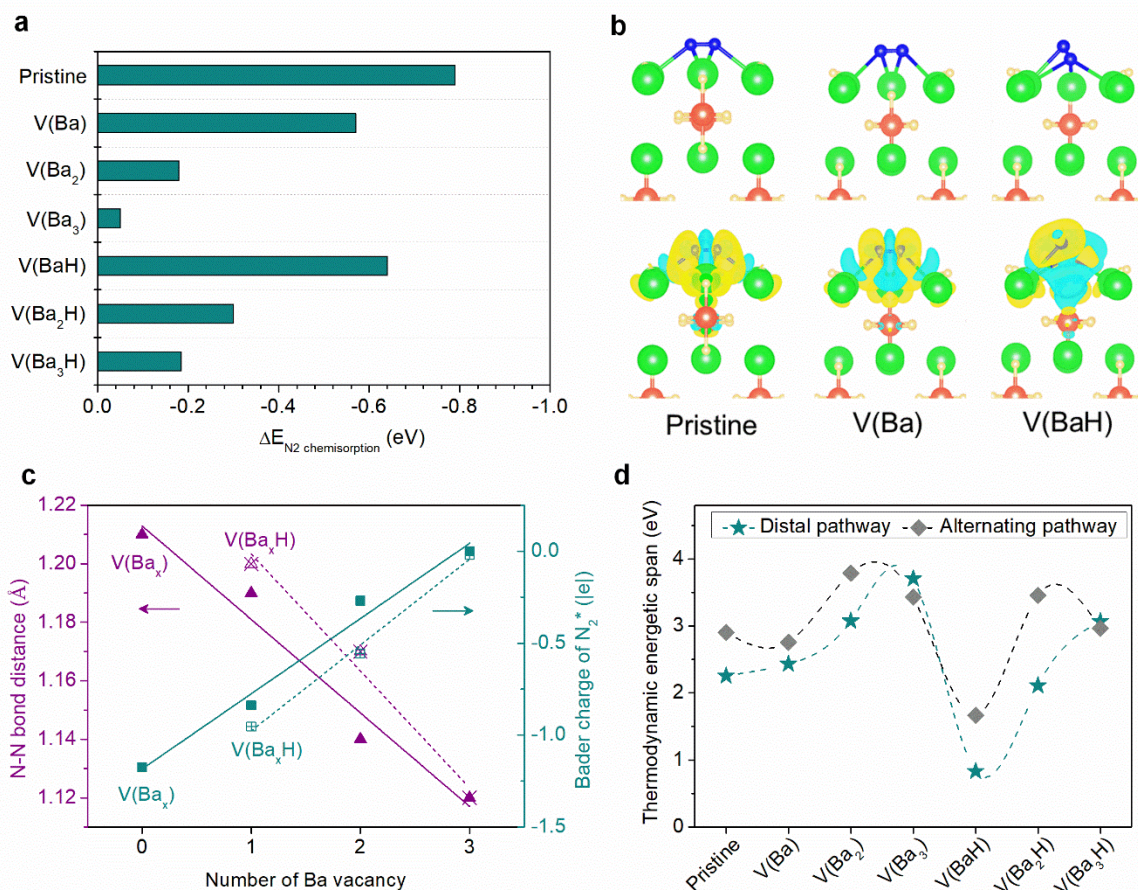 a
Pristine
V(Ba)
V(Ba₂)
V(Ba₃)
V(BaH)
V(Ba₂H)
V(Ba₃H)
0.0 -0.2 -0.4 -0.6 -0.8 -1.0
ΔE_N2 chemisorption (eV)
b
Pristine V(Ba) V(BaH)
c
N-N bond distance (Å)
1.22
1.20
1.18
1.16
1.14
1.12
V(Baₓ)
V(BaₓH)
V(BaₓH)
V(Baₓ)
0 1 2 3
Number of Ba vacancy
0.0
-0.5
-1.0
-1.5
Bader charge of N₂* (|e|)
d
Distal pathway Alternating pathway
Thermodynamic energetic span (eV)
4
3
2
1
0
Pristine
V(Ba)
V(Ba₂)
V(Ba₃)
V(BaH)
V(Ba₂H)
V(Ba₃H)